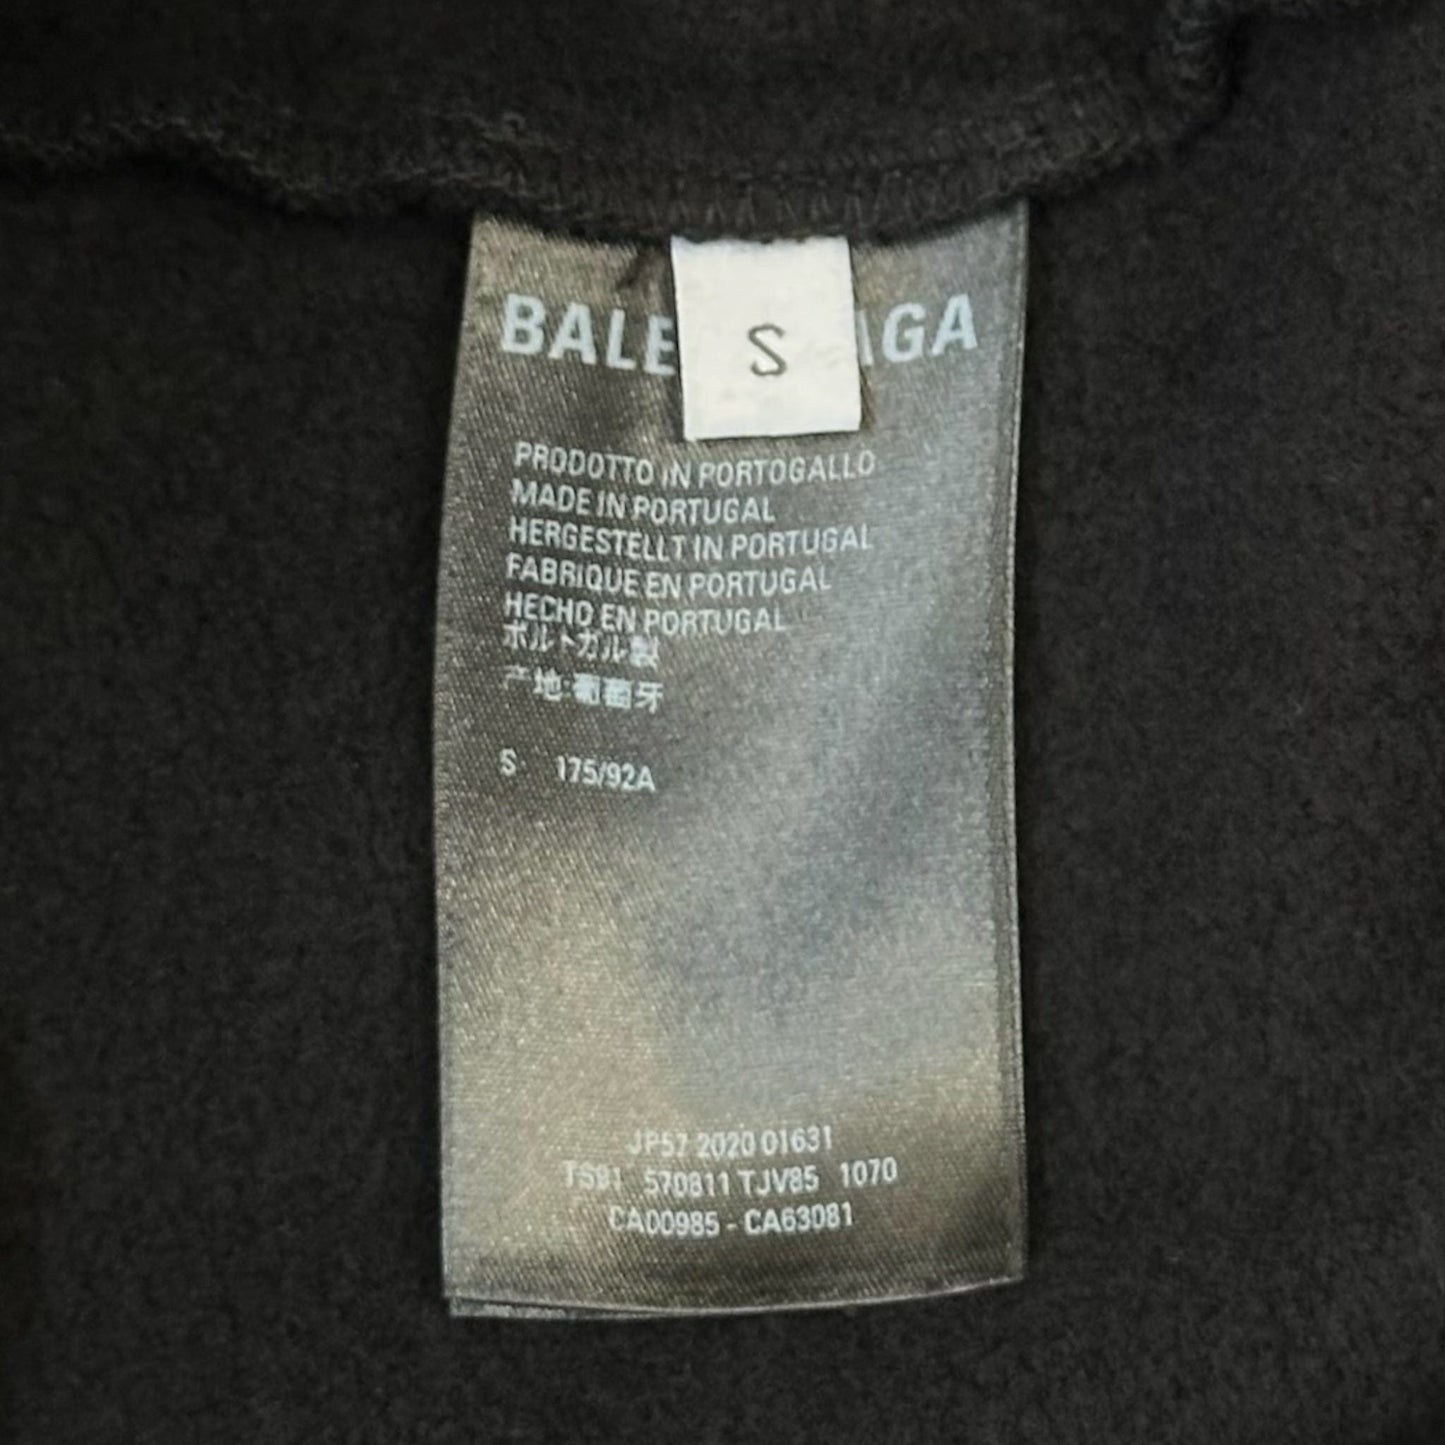 BALE AGA
S
PRODOTTO IN PORTOGALLO
MADE IN PORTUGAL
HERGESTELLT IN PORTUGAL
FABRIQUE EN PORTUGAL
HECHO EN PORTUGAL
ポルトガル製
产地:葡萄牙
S 175/92A
JP57 2020 01631
TS91 570811 TJV85 1070
CA00985 - CA63081